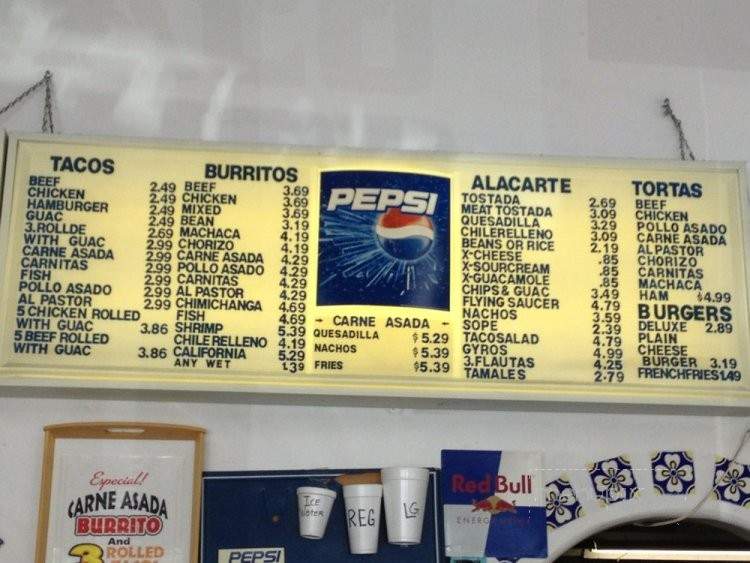 TACOS
BEEF 2.49
CHICKEN 2.49
HAMBURGER 2.49
GUAC 2.49
3.ROLLDE 2.69
WITH GUAC 2.99
CARNE ASADA 2.99
CARNITAS 2.99
FISH 2.99
POLLO ASADO 2.99
AL PASTOR 2.99
5 CHICKEN ROLLED
WITH GUAC 3.86
5 BEEF ROLLED
WITH GUAC 3.86
BURRITOS
BEEF 3.69
CHICKEN 3.69
MIXED 3.69
BEAN 3.19
MACHACA 4.19
CHORIZO 4.19
CARNE ASADA 4.29
POLLO ASADO 4.29
CARNITAS 4.29
AL PASTOR 4.29
CHIMICHANGA 4.69
FISH 4.69
SHRIMP 5.39
CHILE RELLENO 4.19
CALIFORNIA 5.29
ANY WET 1.39
PEPSI
CARNE ASADA
QUESADILLA $5.29
NACHOS $5.39
FRIES $5.39
ALACARTE
TOSTADA 2.69
MEAT TOSTADA 3.09
QUESADILLA 3.29
CHILERELLENO 3.09
BEANS OR RICE 2.19
X-CHEESE .85
X-SOURCREAM .85
X-GUACAMOLE .85
CHIPS & GUAC 3.49
FLYING SAUCER 4.79
NACHOS 3.59
SOPE 2.39
TACOSALAD 4.79
GYROS 4.99
3.FLAUTAS 4.25
TAMALES 2.79
TORTAS
BEEF
CHICKEN
POLLO ASADO
CARNE ASADA
AL PASTOR
CHORIZO
CARNITAS
MACHACA
HAM $4.99
BURGERS
DELUXE 2.89
PLAIN
CHEESE
BURGER 3.19
FRENCHFRIES 1.49
Especial!
CARNE ASADA
BURRITO
And
3 ROLLED
PEPSI
ICE
WATER
REG
LG
Red Bull